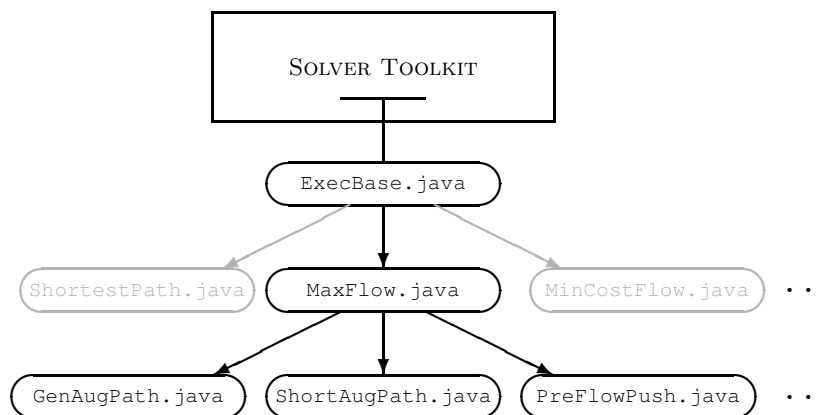 SOLVER TOOLKIT
ExecBase.java
ShortestPath.java MaxFlow.java MinCostFlow.java ..
GenAugPath.java ShortAugPath.java PreFlowPush.java ..